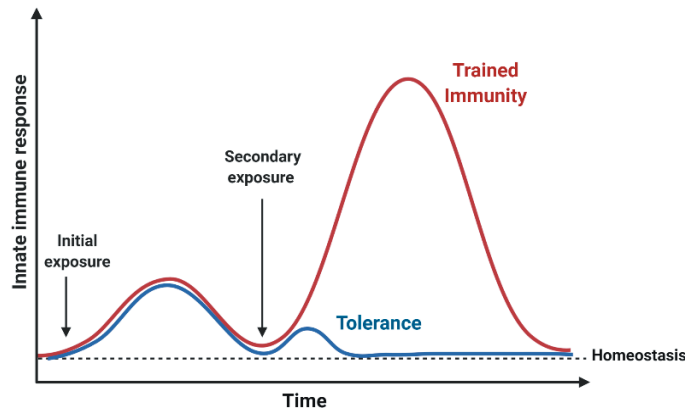 Innate immune response
Initial
exposure
Secondary
exposure
Trained
Immunity
Tolerance
Homeostasis
Time